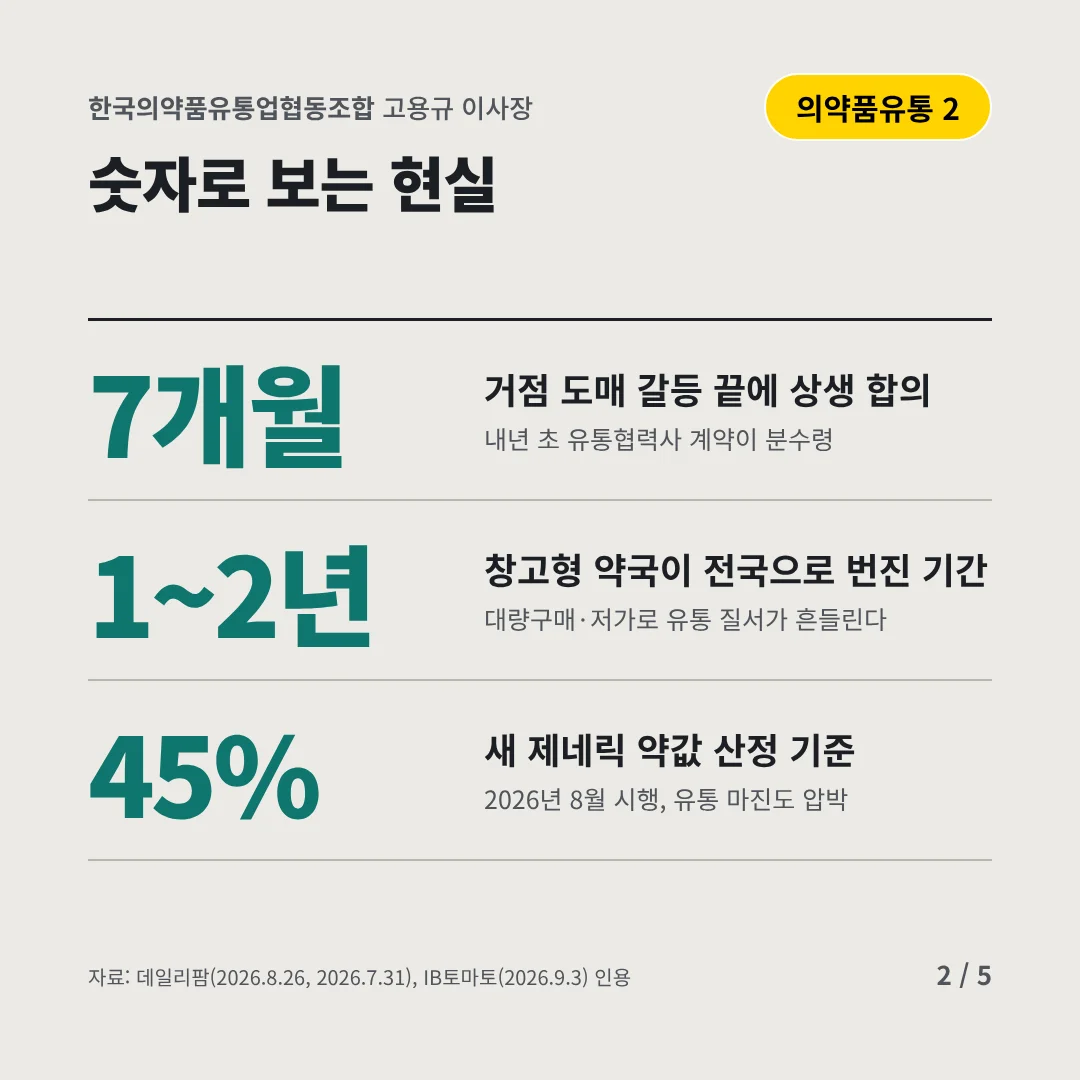 한국의약품유통업협동조합 고용규 이사장
의약품유통 2
숫자로 보는 현실
7개월
거점 도매 갈등 끝에 상생 합의
내년 초 유통협력사 계약이 분수령
1~2년
창고형 약국이 전국으로 번진 기간
대량구매·저가로 유통 질서가 흔들린다
45%
새 제네릭 약값 산정 기준
2026년 8월 시행, 유통 마진도 압박
자료: 데일리팜(2026.8.26, 2026.7.31), IB토마토(2026.9.3) 인용
2 / 5